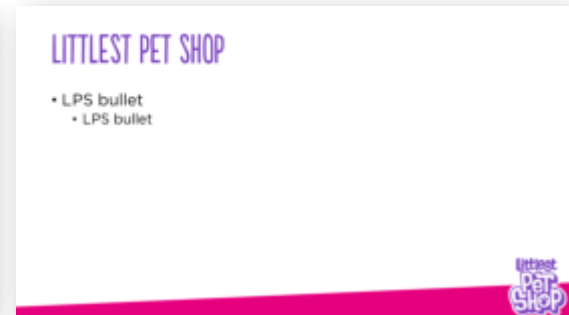 LITTLEST PET SHOP
• LPS bullet
• LPS bullet
Littlest
PET
SHOP